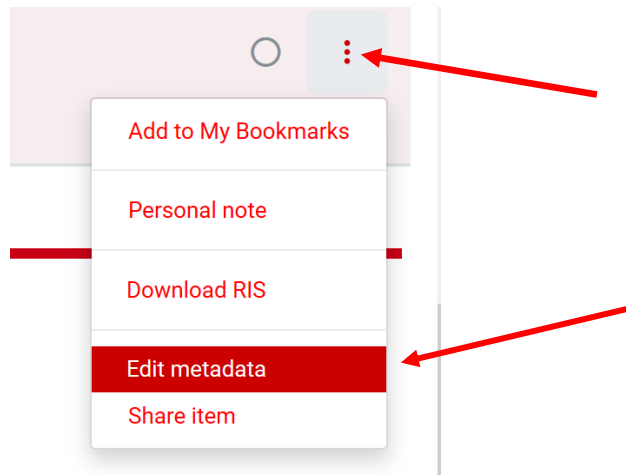 Add to My Bookmarks
Personal note
Download RIS
Edit metadata
Share item